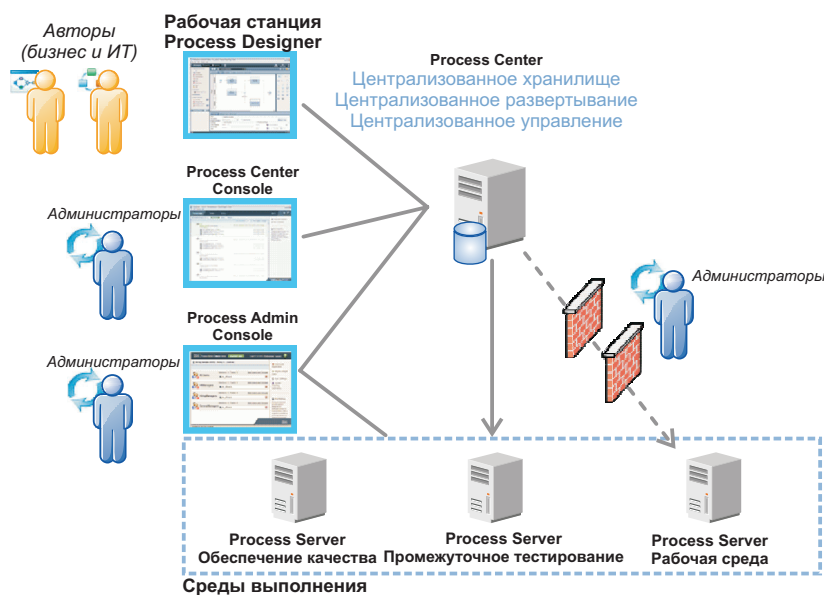 Авторы
(бизнес и ИТ)
Рабочая станция
Process Designer
Process Center
Централизованное хранилище
Централизованное развертывание
Централизованное управление
Process Center
Console
Администраторы
Администраторы
Process Admin
Console
Администраторы
Process Server
Обеспечение качества
Process Server
Промежуточное тестирование
Process Server
Рабочая среда
Среды выполнения